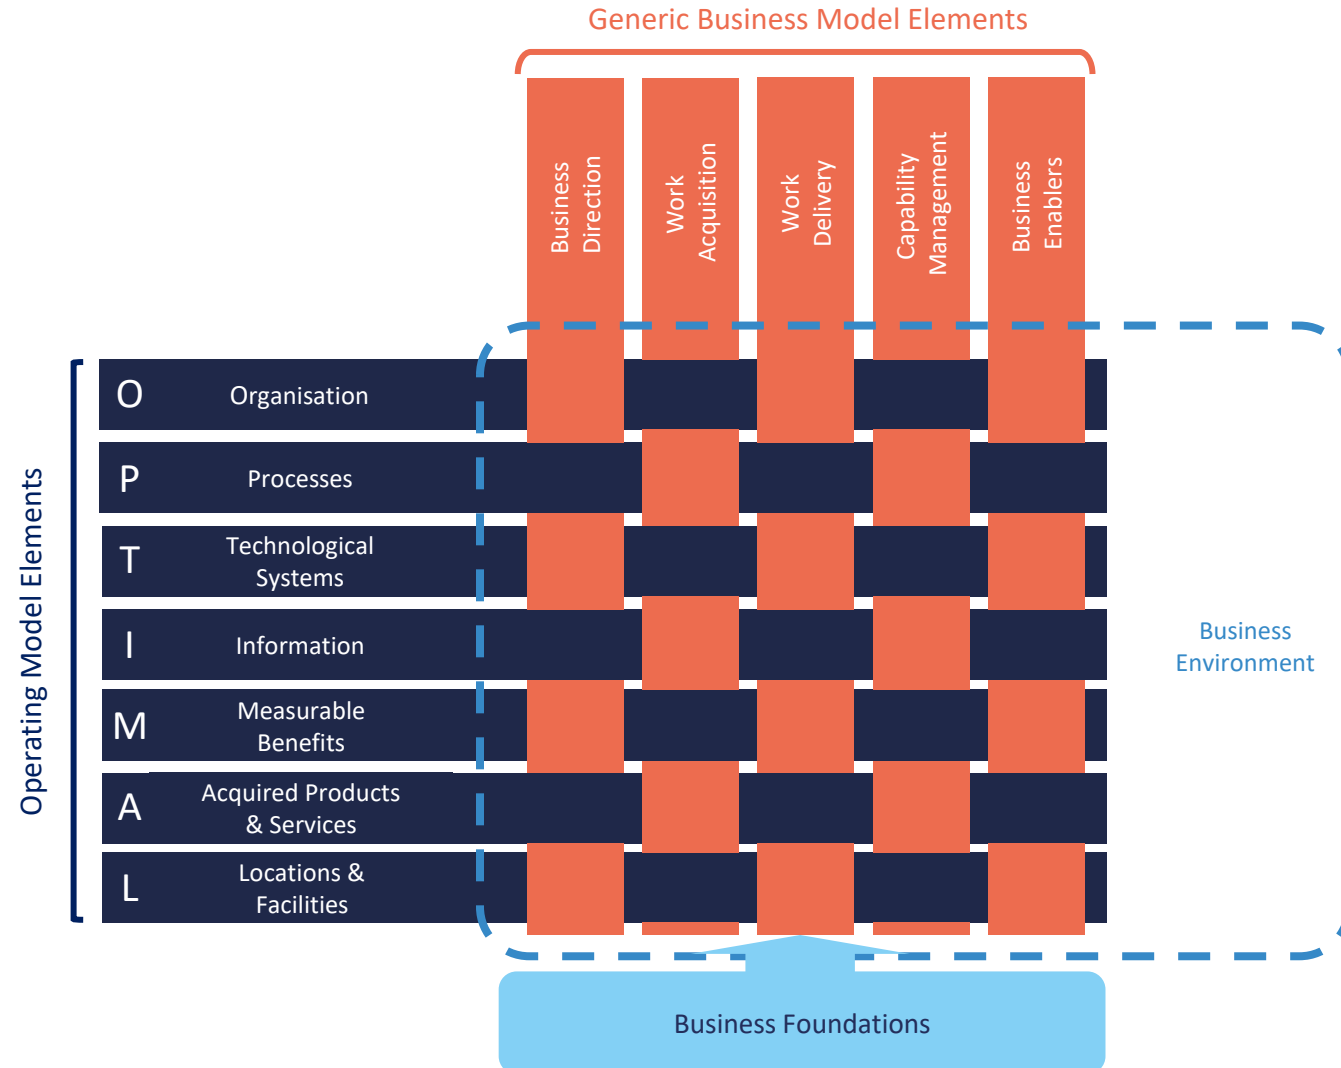 Generic Business Model Elements
Business
Direction
Work
Acquisition
Work
Delivery
Capability
Management
Business
Enablers
Operating Model Elements
O
Organisation
P
Processes
T
Technological
Systems
I
Information
M
Measurable
Benefits
A
Acquired Products
& Services
L
Locations &
Facilities
Business
Environment
Business Foundations